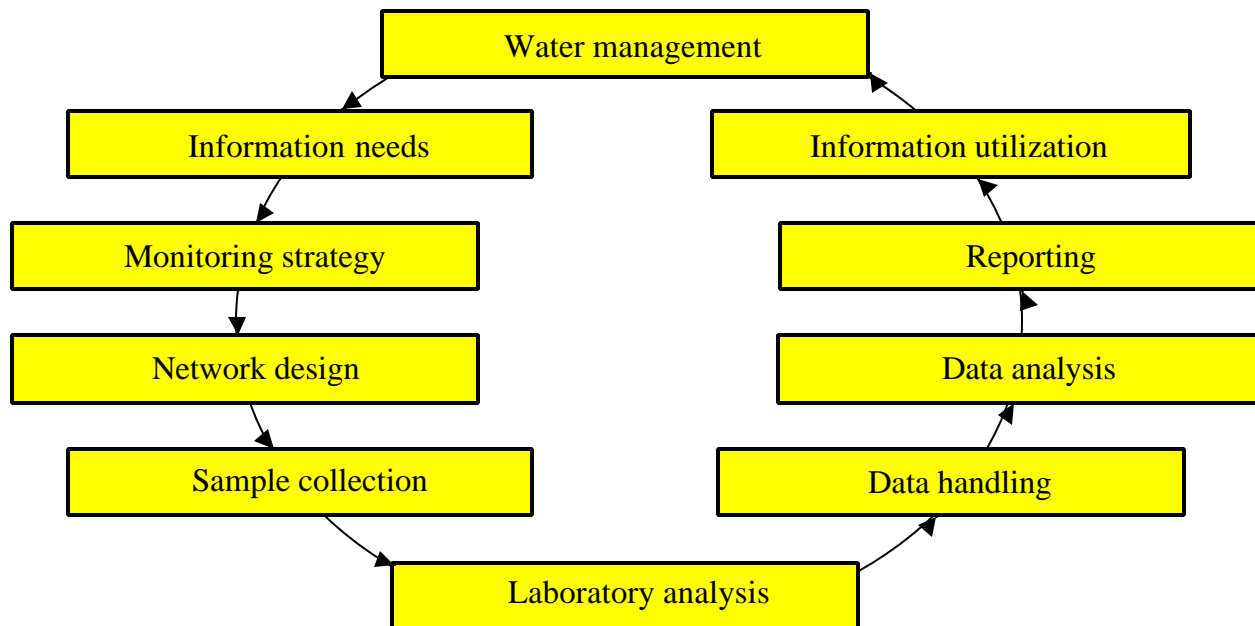 Water management
Information needs
Information utilization
Monitoring strategy
Reporting
Network design
Data analysis
Sample collection
Data handling
Laboratory analysis